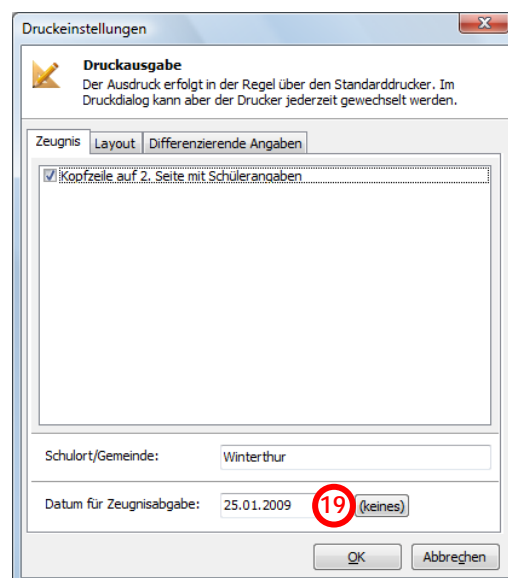 Druckeinstellungen
Druckausgabe
Der Ausdruck erfolgt in der Regel über den Standarddrucker. Im
Druckdialog kann aber der Drucker jederzeit gewechselt werden.
Zeugnis Layout Differenzierende Angaben
Kopfzeile auf 2. Seite mit Schülerangaben
Schulort/Gemeinde: Winterthur
Datum für Zeugnisabgabe: 25.01.2009 19 (keines)
OK Abbrechen